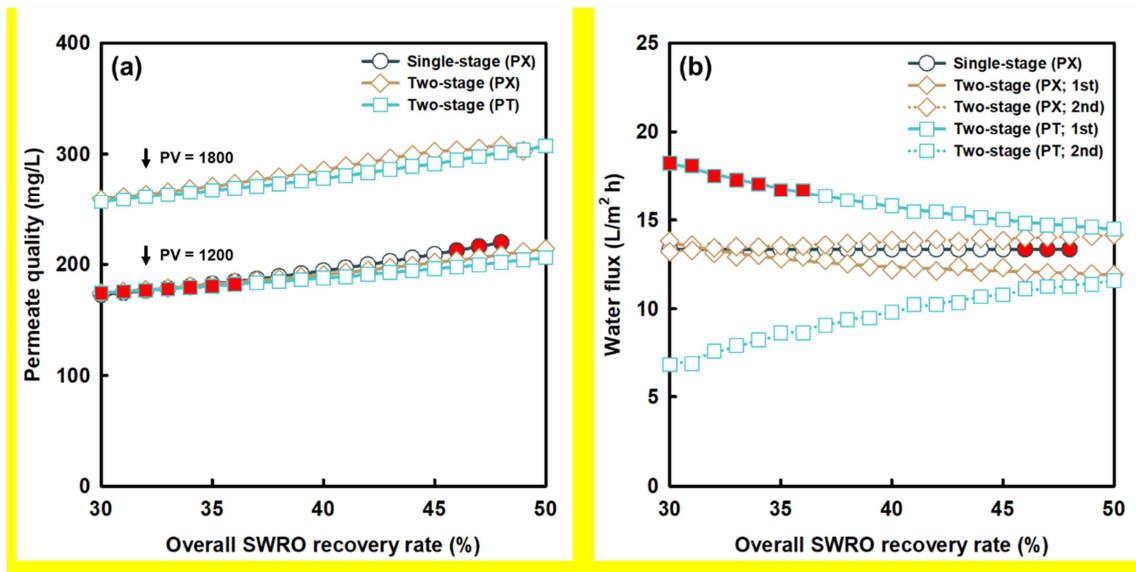 (a)
Single-stage (PX)
Two-stage (PX)
Two-stage (PT)
PV = 1800
PV = 1200
Permeate quality (mg/L)
400
300
200
100
0
30 35 40 45 50
Overall SWRO recovery rate (%)
(b)
Single-stage (PX)
Two-stage (PX; 1st)
Two-stage (PX; 2nd)
Two-stage (PT; 1st)
Two-stage (PT; 2nd)
Water flux (L/m² h)
25
20
15
10
5
0
30 35 40 45 50
Overall SWRO recovery rate (%)